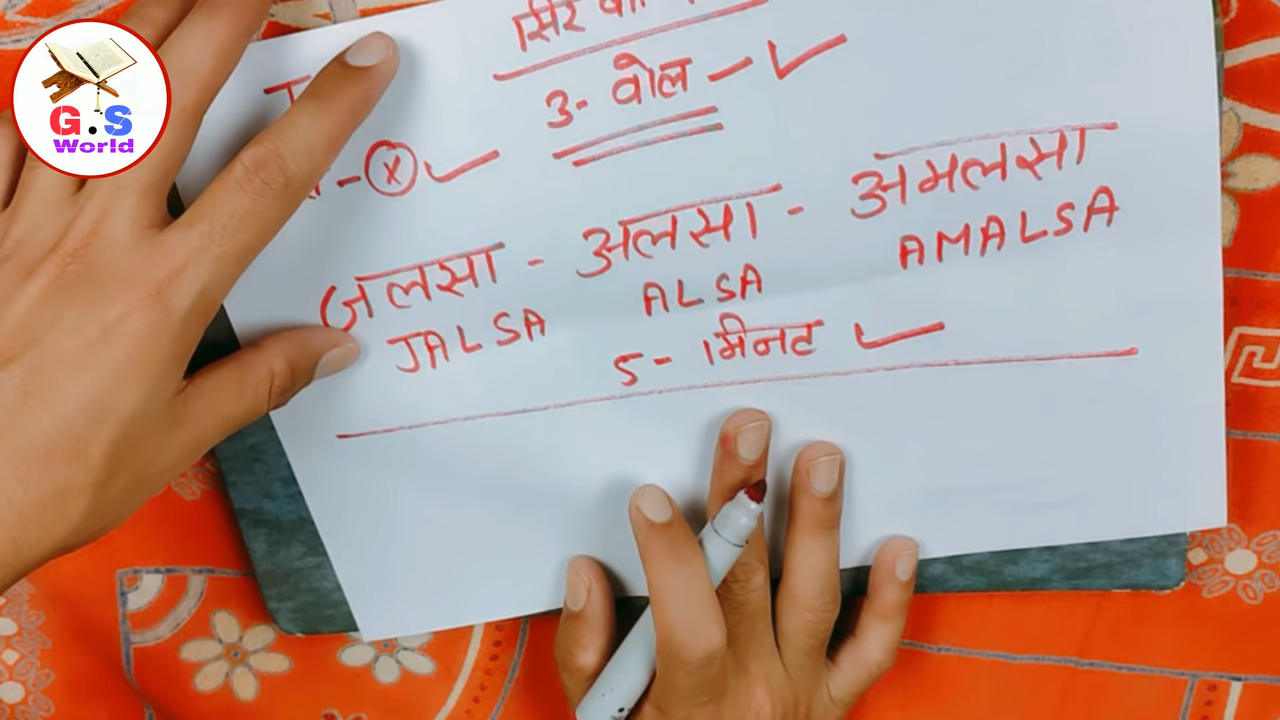 G.S
World
सिर
3- वोल - ✓
- ⓧ ✓
जलसा - अलसा - अमलसा
JALSA ALSA AMALSA
5- मिनट ✓